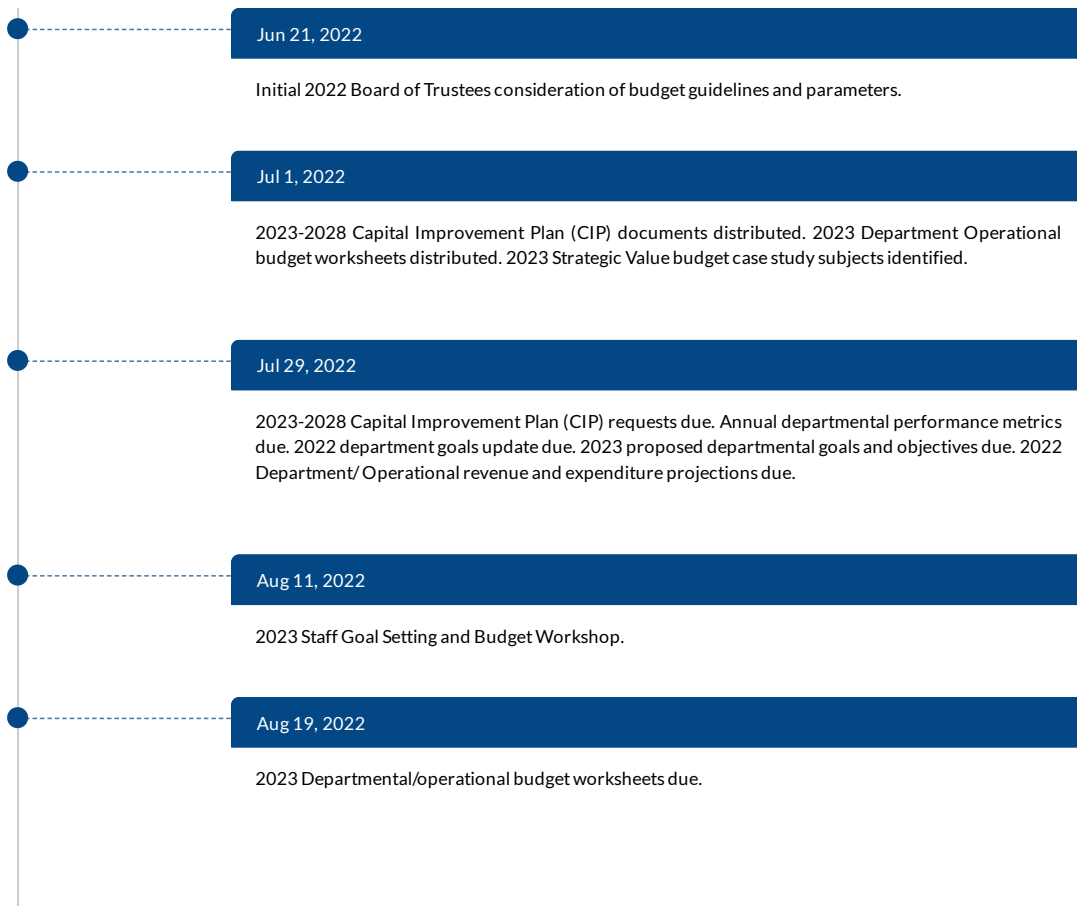 Jun 21, 2022
Initial 2022 Board of Trustees consideration of budget guidelines and parameters.
Jul 1, 2022
2023-2028 Capital Improvement Plan (CIP) documents distributed. 2023 Department Operational
budget worksheets distributed. 2023 Strategic Value budget case study subjects identified.
Jul 29, 2022
2023-2028 Capital Improvement Plan (CIP) requests due. Annual departmental performance metrics
due. 2022 department goals update due. 2023 proposed departmental goals and objectives due. 2022
Department/ Operational revenue and expenditure projections due.
Aug 11, 2022
2023 Staff Goal Setting and Budget Workshop.
Aug 19, 2022
2023 Departmental/operational budget worksheets due.